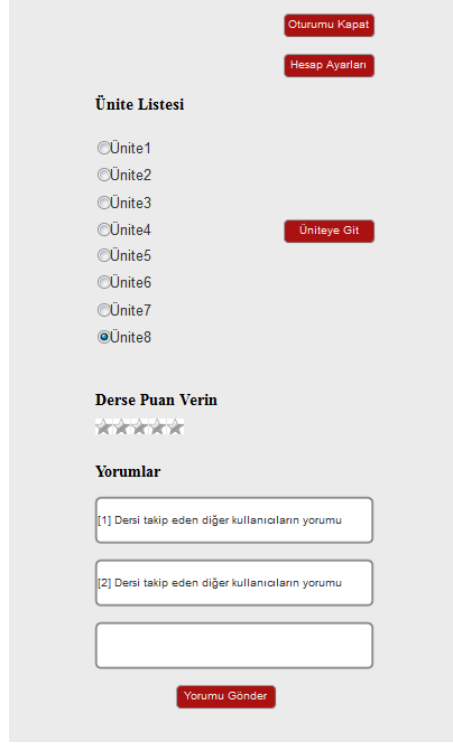 Oturumu Kapat
Hesap Ayarları
Ünite Listesi
Ünite1
Ünite2
Ünite3
Ünite4
Üniteye Git
Ünite5
Ünite6
Ünite7
Ünite8
Derse Puan Verin
Yorumlar
[1] Dersi takip eden diğer kullanıcıların yorumu
[2] Dersi takip eden diğer kullanıcıların yorumu
Yorumu Gönder